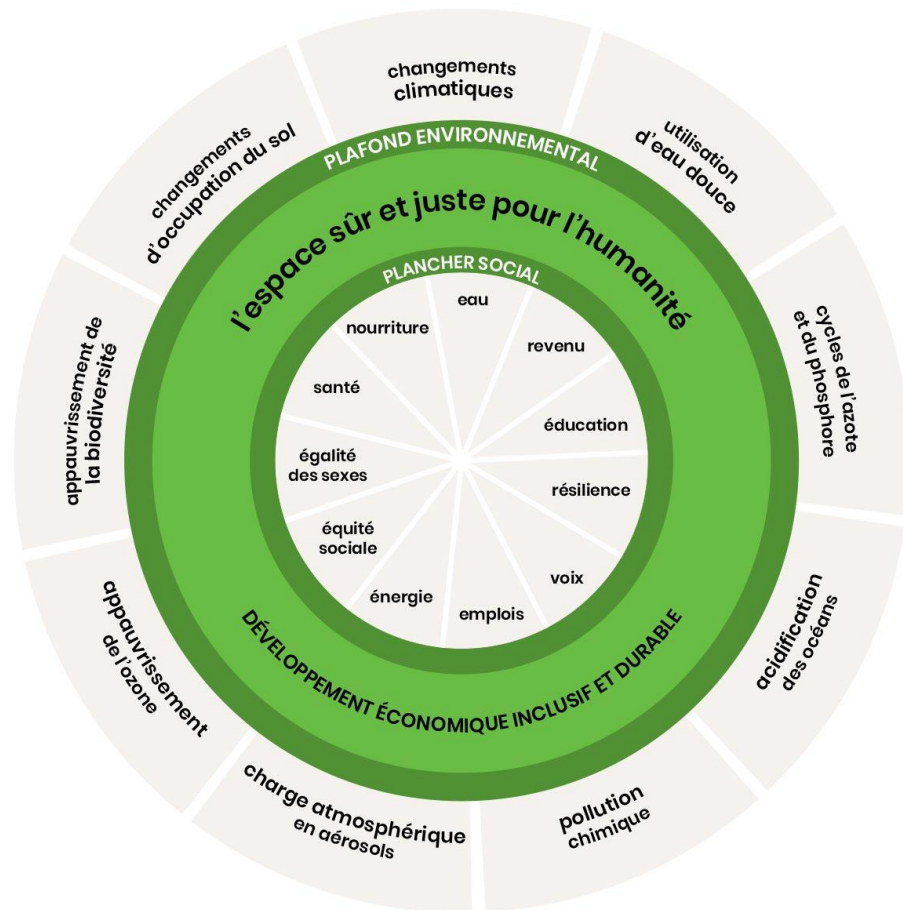 changements
climatiques
utilisation
d'eau douce
cycles de l'azote
et du phosphore
acidification
des océans
pollution
chimique
charge atmosphérique
en aérosols
appauvrissement
de l'ozone
appauvrissement de
la biodiversité
changements
d'occupation du sol
PLAFOND ENVIRONNEMENTAL
l'espace sûr et juste pour l'humanité
PLANCHER SOCIAL
eau
revenu
éducation
résilience
voix
emplois
énergie
équité
sociale
égalité
des sexes
santé
nourriture
DÉVELOPPEMENT ÉCONOMIQUE INCLUSIF ET DURABLE